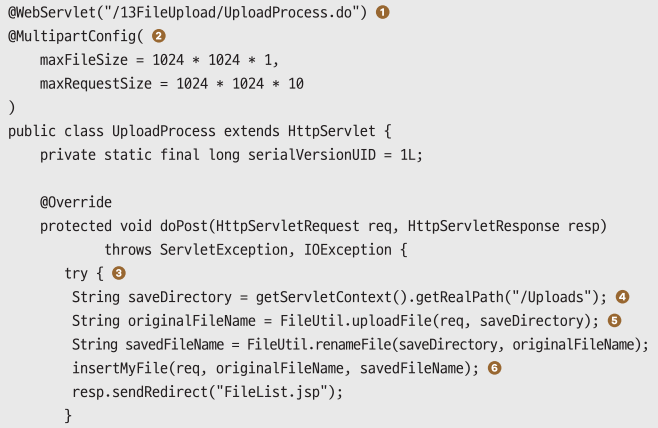 @WebServlet("/13FileUpload/UploadProcess.do") ❶
@MultipartConfig( ❷
    maxFileSize = 1024 * 1024 * 1,
    maxRequestSize = 1024 * 1024 * 10
)
public class UploadProcess extends HttpServlet {
    private static final long serialVersionUID = 1L;

    @Override
    protected void doPost(HttpServletRequest req, HttpServletResponse resp)
            throws ServletException, IOException {
       try { ❸
        String saveDirectory = getServletContext().getRealPath("/Uploads"); ❹
        String originalFileName = FileUtil.uploadFile(req, saveDirectory); ❺
        String savedFileName = FileUtil.renameFile(saveDirectory, originalFileName);
        insertMyFile(req, originalFileName, savedFileName); ❻
        resp.sendRedirect("FileList.jsp");
       }